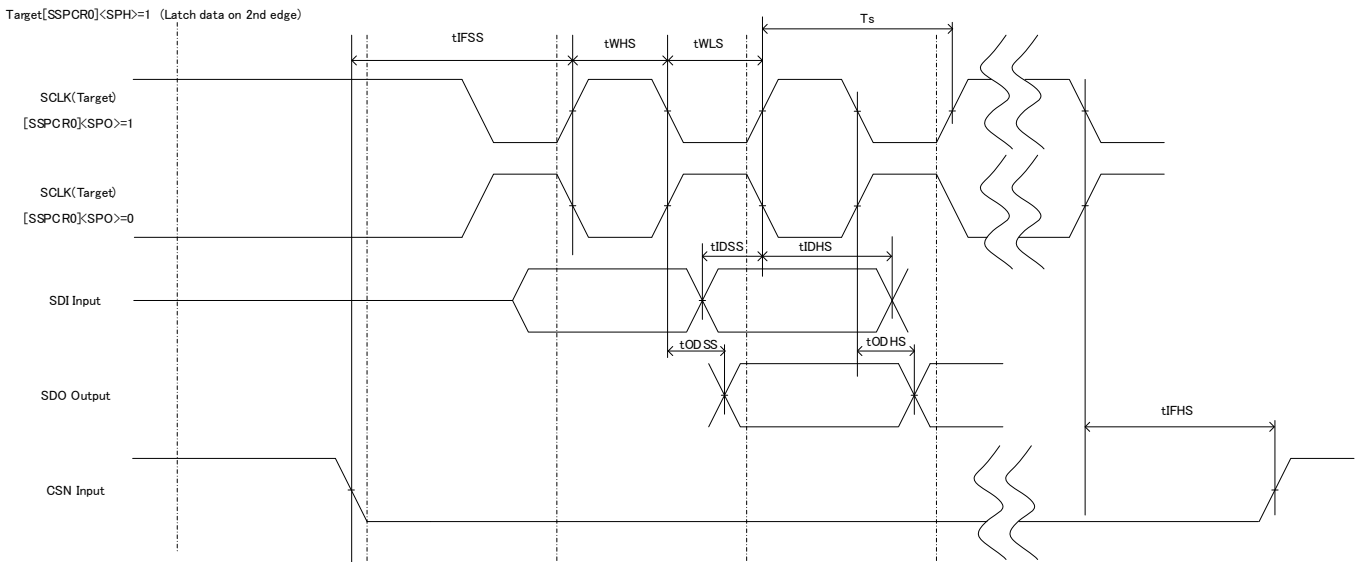 Target[SSPCR0]<SPH>=1 (Latch data on 2nd edge)
tIFSS
tWHS
tWLS
Ts
SCLK(Target)
[SSPCR0]<SPO>=1
SCLK(Target)
[SSPCR0]<SPO>=0
tIDSS
tIDHS
SDI Input
tODSS
tODHS
SDO Output
tIFHS
CSN Input